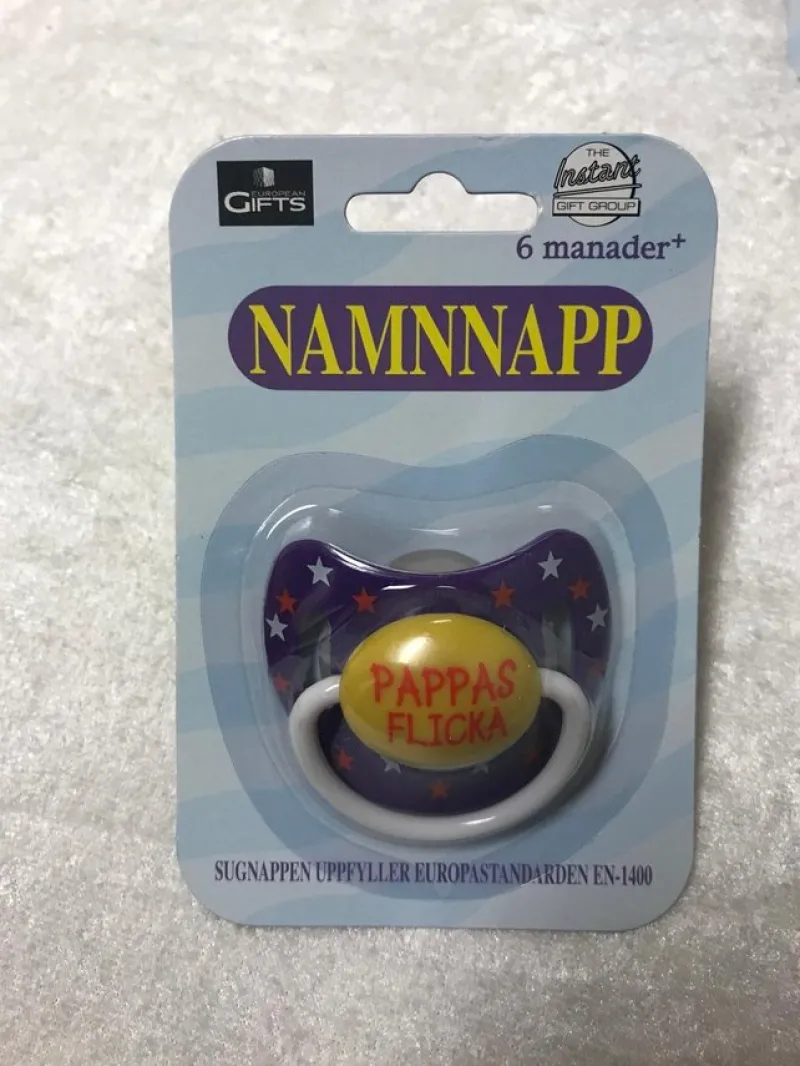 EUROPEAN
GIFTS
THE
Instant
GIFT GROUP
6 manader+
NAMNNAPP
PAPPAS
FLICKA
SUGNAPPEN UPPFYLLER EUROPASTANDARDEN EN-1400